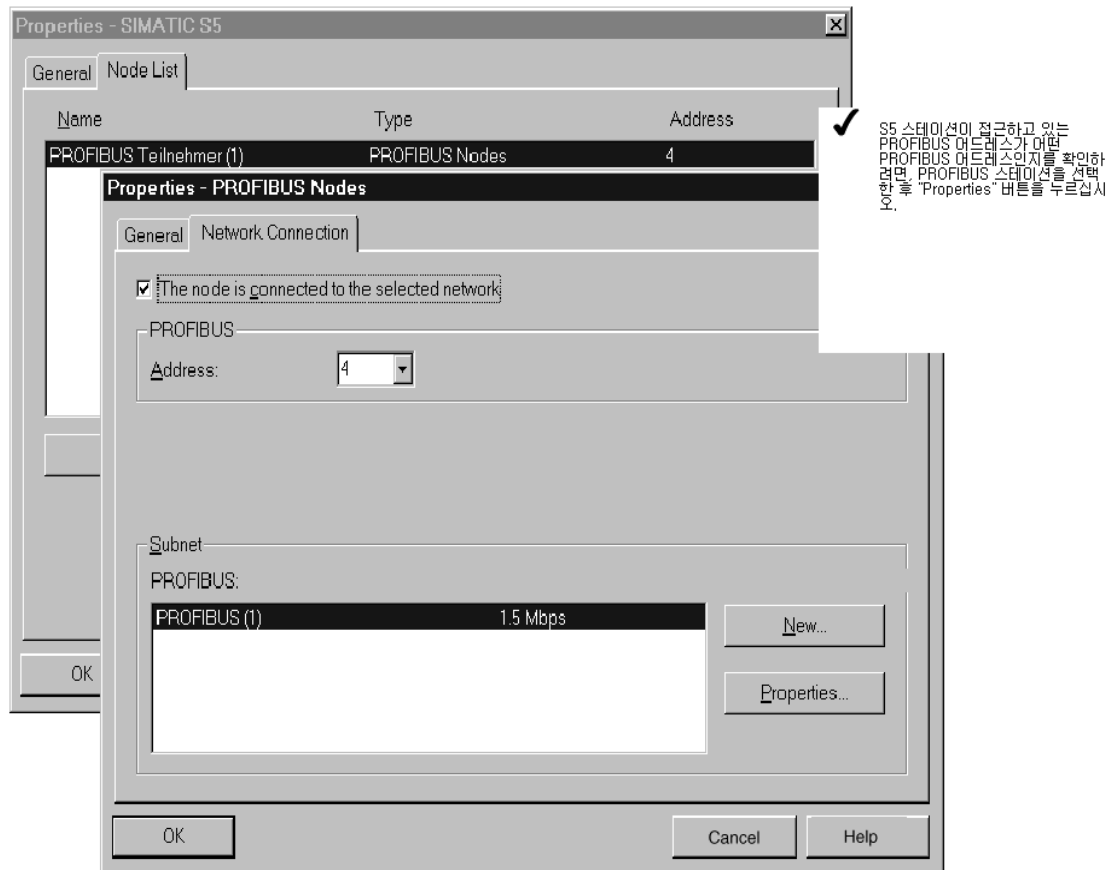 Properties - SIMATIC S5
General Node List
Name Type Address
PROFIBUS Teilnehmer (1) PROFIBUS Nodes 4
Properties - PROFIBUS Nodes
General Network Connection
The node is connected to the selected network
PROFIBUS
Address: 4
Subnet
PROFIBUS:
PROFIBUS (1) 1.5 Mbps
New...
Properties...
OK
OK Cancel Help
S5 스테이션이 접근하고 있는
PROFIBUS 어드레스가 어떤
PROFIBUS 어드레스인지를 확인하
려면, PROFIBUS 스테이션을 선택
한 후 "Properties" 버튼을 누르십시
오.